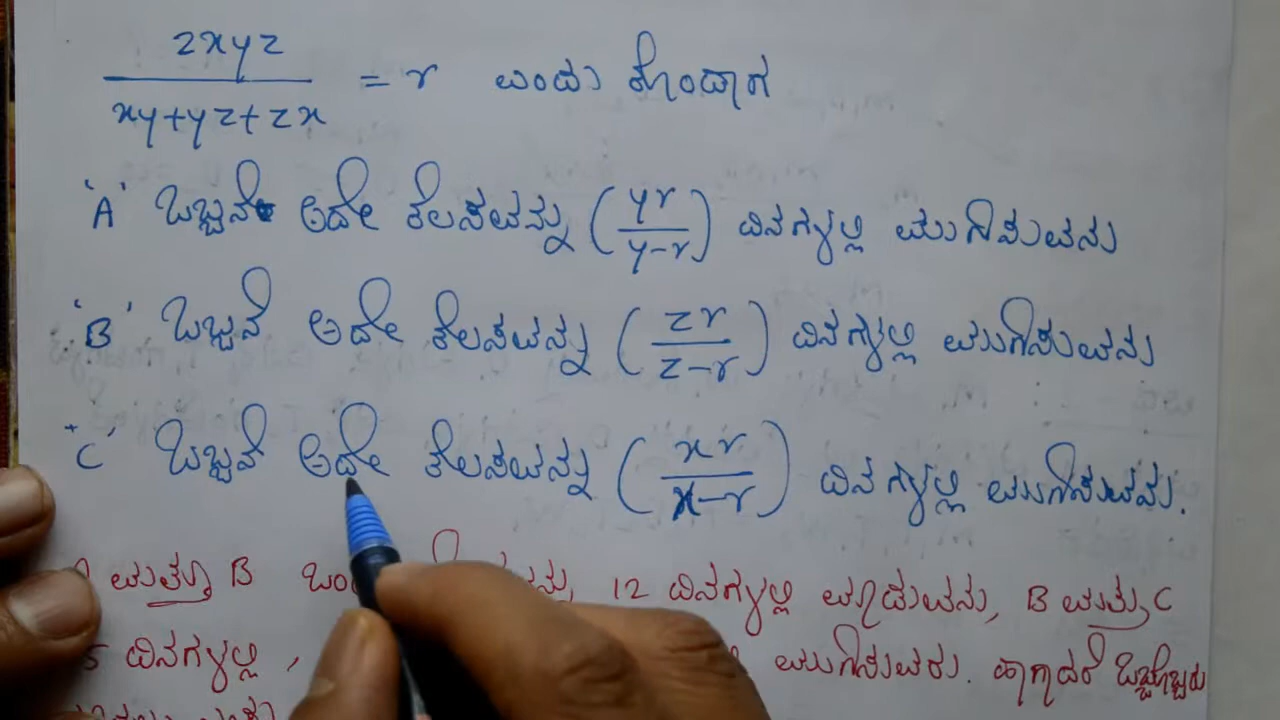 2xyz
xy+yz+zx = r ಎಂದು ತೊಂದಾಗ
'A' ಒಬ್ಬನೇ ಅದೇ ಕೆಲಸವನ್ನು (yr/y-r) ದಿನಗಳಲ್ಲಿ ಮುಗಿಸುವನು
'B' ಒಬ್ಬನೆ ಅದೇ ಕೆಲಸವನ್ನು (zr/z-r) ದಿನಗಳಲ್ಲಿ ಮುಗಿಸುವನು
'C' ಒಬ್ಬನೆ ಅದೇ ಕೆಲಸವನ್ನು (xr/x-r) ದಿನಗಳಲ್ಲಿ ಮುಗಿಸುವನು.
ಮತ್ತು B 12 ದಿನಗಳಲ್ಲಿ ಮಾಡುವನು, B ಮತ್ತು C
5 ದಿನಗಳಲ್ಲಿ, ಮುಗಿಸುವರು. ಹಾಗಾದರೆ ಒಬ್ಬೊಬ್ಬರು